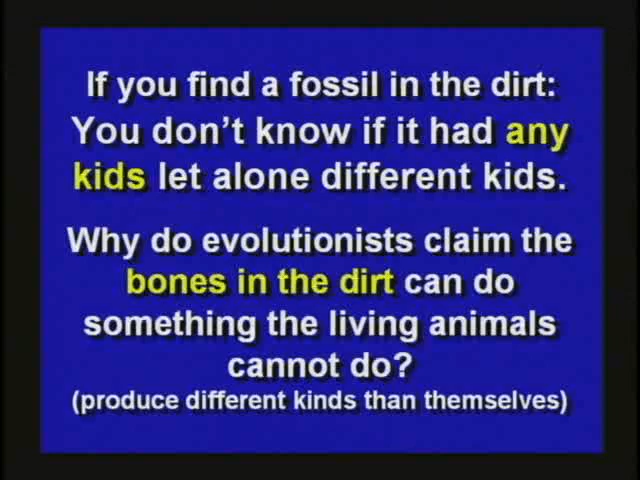 If you find a fossil in the dirt:
You don't know if it had any
kids let alone different kids.
Why do evolutionists claim the
bones in the dirt can do
something the living animals
cannot do?
(produce different kinds than themselves)